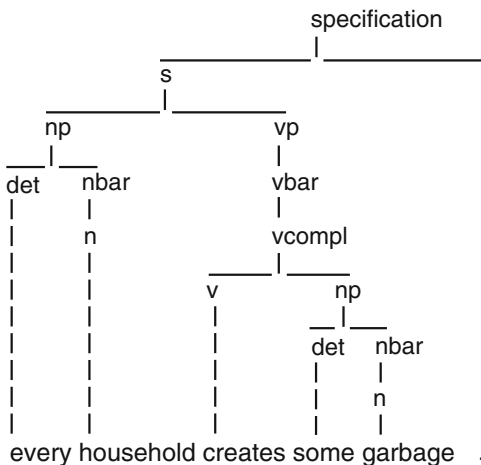 specification
s
np vp
det nbar vbar
n vcompl
v np
det nbar
n
every household creates some garbage .